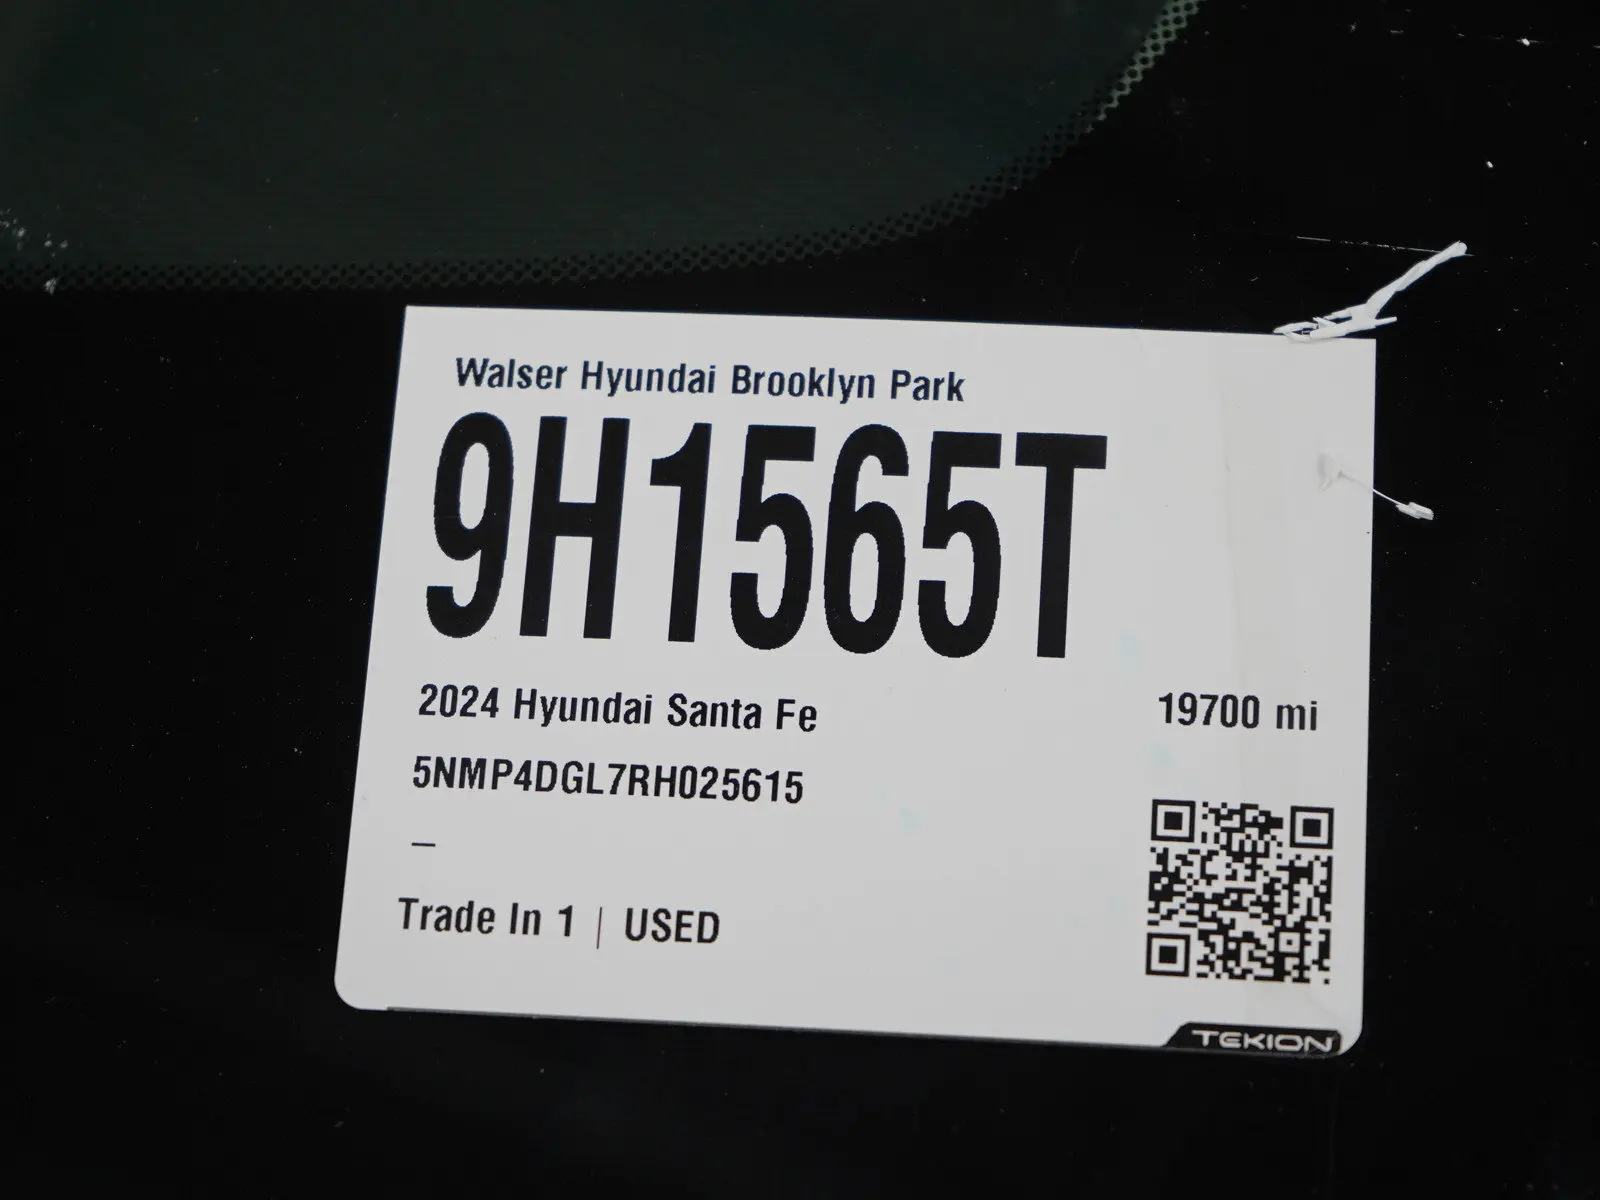 Walser Hyundai Brooklyn Park
9H1565T
2024 Hyundai Santa Fe
19700 mi
5NMP4DGL7RH025615
–
Trade In 1 | USED
TEKION